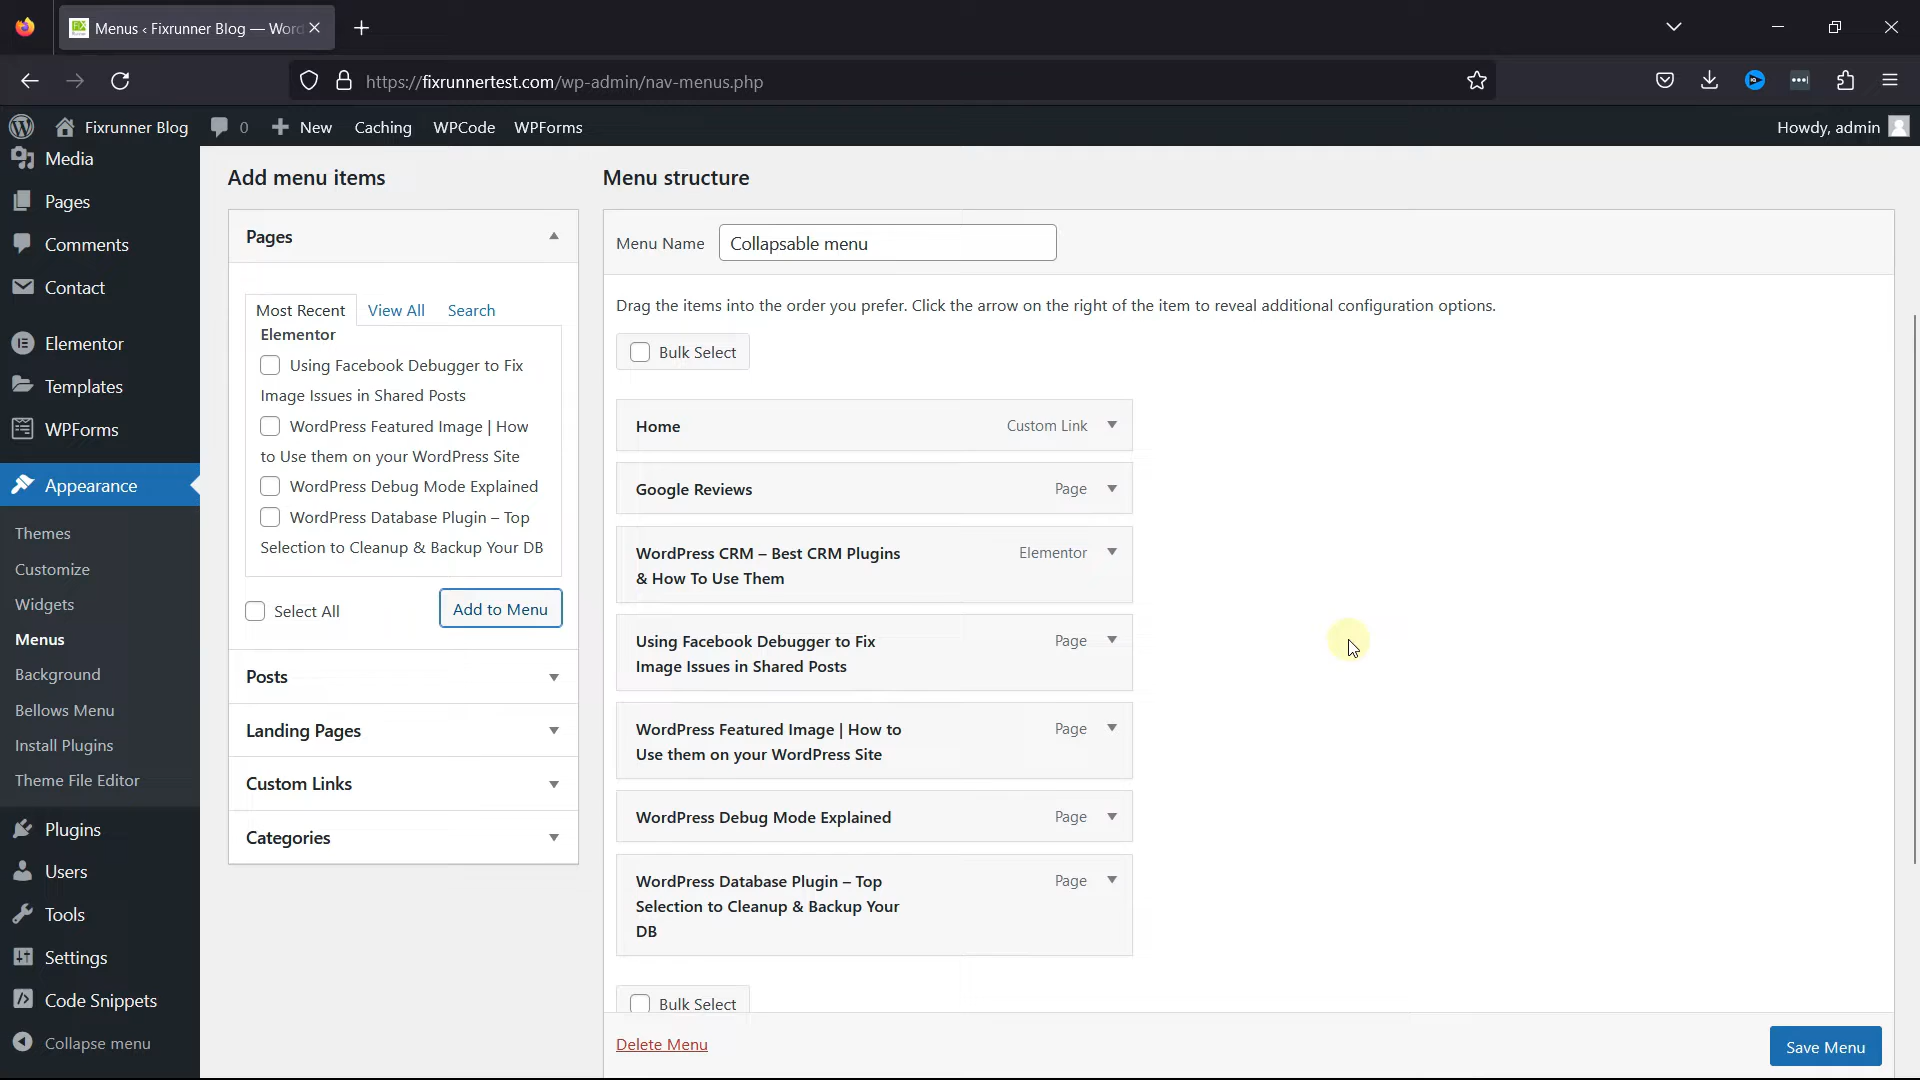 Menus ‹ Fixrunner Blog — Word
https://fixrunnertest.com/wp-admin/nav-menus.php
Fixrunner Blog 0 New Caching WPCode WPForms Howdy, admin
Media
Pages
Comments
Contact
Elementor
Templates
WPForms
Appearance
Themes
Customize
Widgets
Menus
Background
Bellows Menu
Install Plugins
Theme File Editor
Plugins
Users
Tools
Settings
Code Snippets
Collapse menu
Add menu items
Pages
Most Recent View All Search
Elementor
Using Facebook Debugger to Fix
Image Issues in Shared Posts
WordPress Featured Image | How
to Use them on your WordPress Site
WordPress Debug Mode Explained
WordPress Database Plugin – Top
Selection to Cleanup & Backup Your DB
Select All Add to Menu
Posts
Landing Pages
Custom Links
Categories
Menu structure
Menu Name Collapsable menu
Drag the items into the order you prefer. Click the arrow on the right of the item to reveal additional configuration options.
Bulk Select
Home Custom Link
Google Reviews Page
WordPress CRM – Best CRM Plugins Elementor
& How To Use Them
Using Facebook Debugger to Fix Page
Image Issues in Shared Posts
WordPress Featured Image | How to Page
Use them on your WordPress Site
WordPress Debug Mode Explained Page
WordPress Database Plugin – Top Page
Selection to Cleanup & Backup Your
DB
Bulk Select
Delete Menu Save Menu